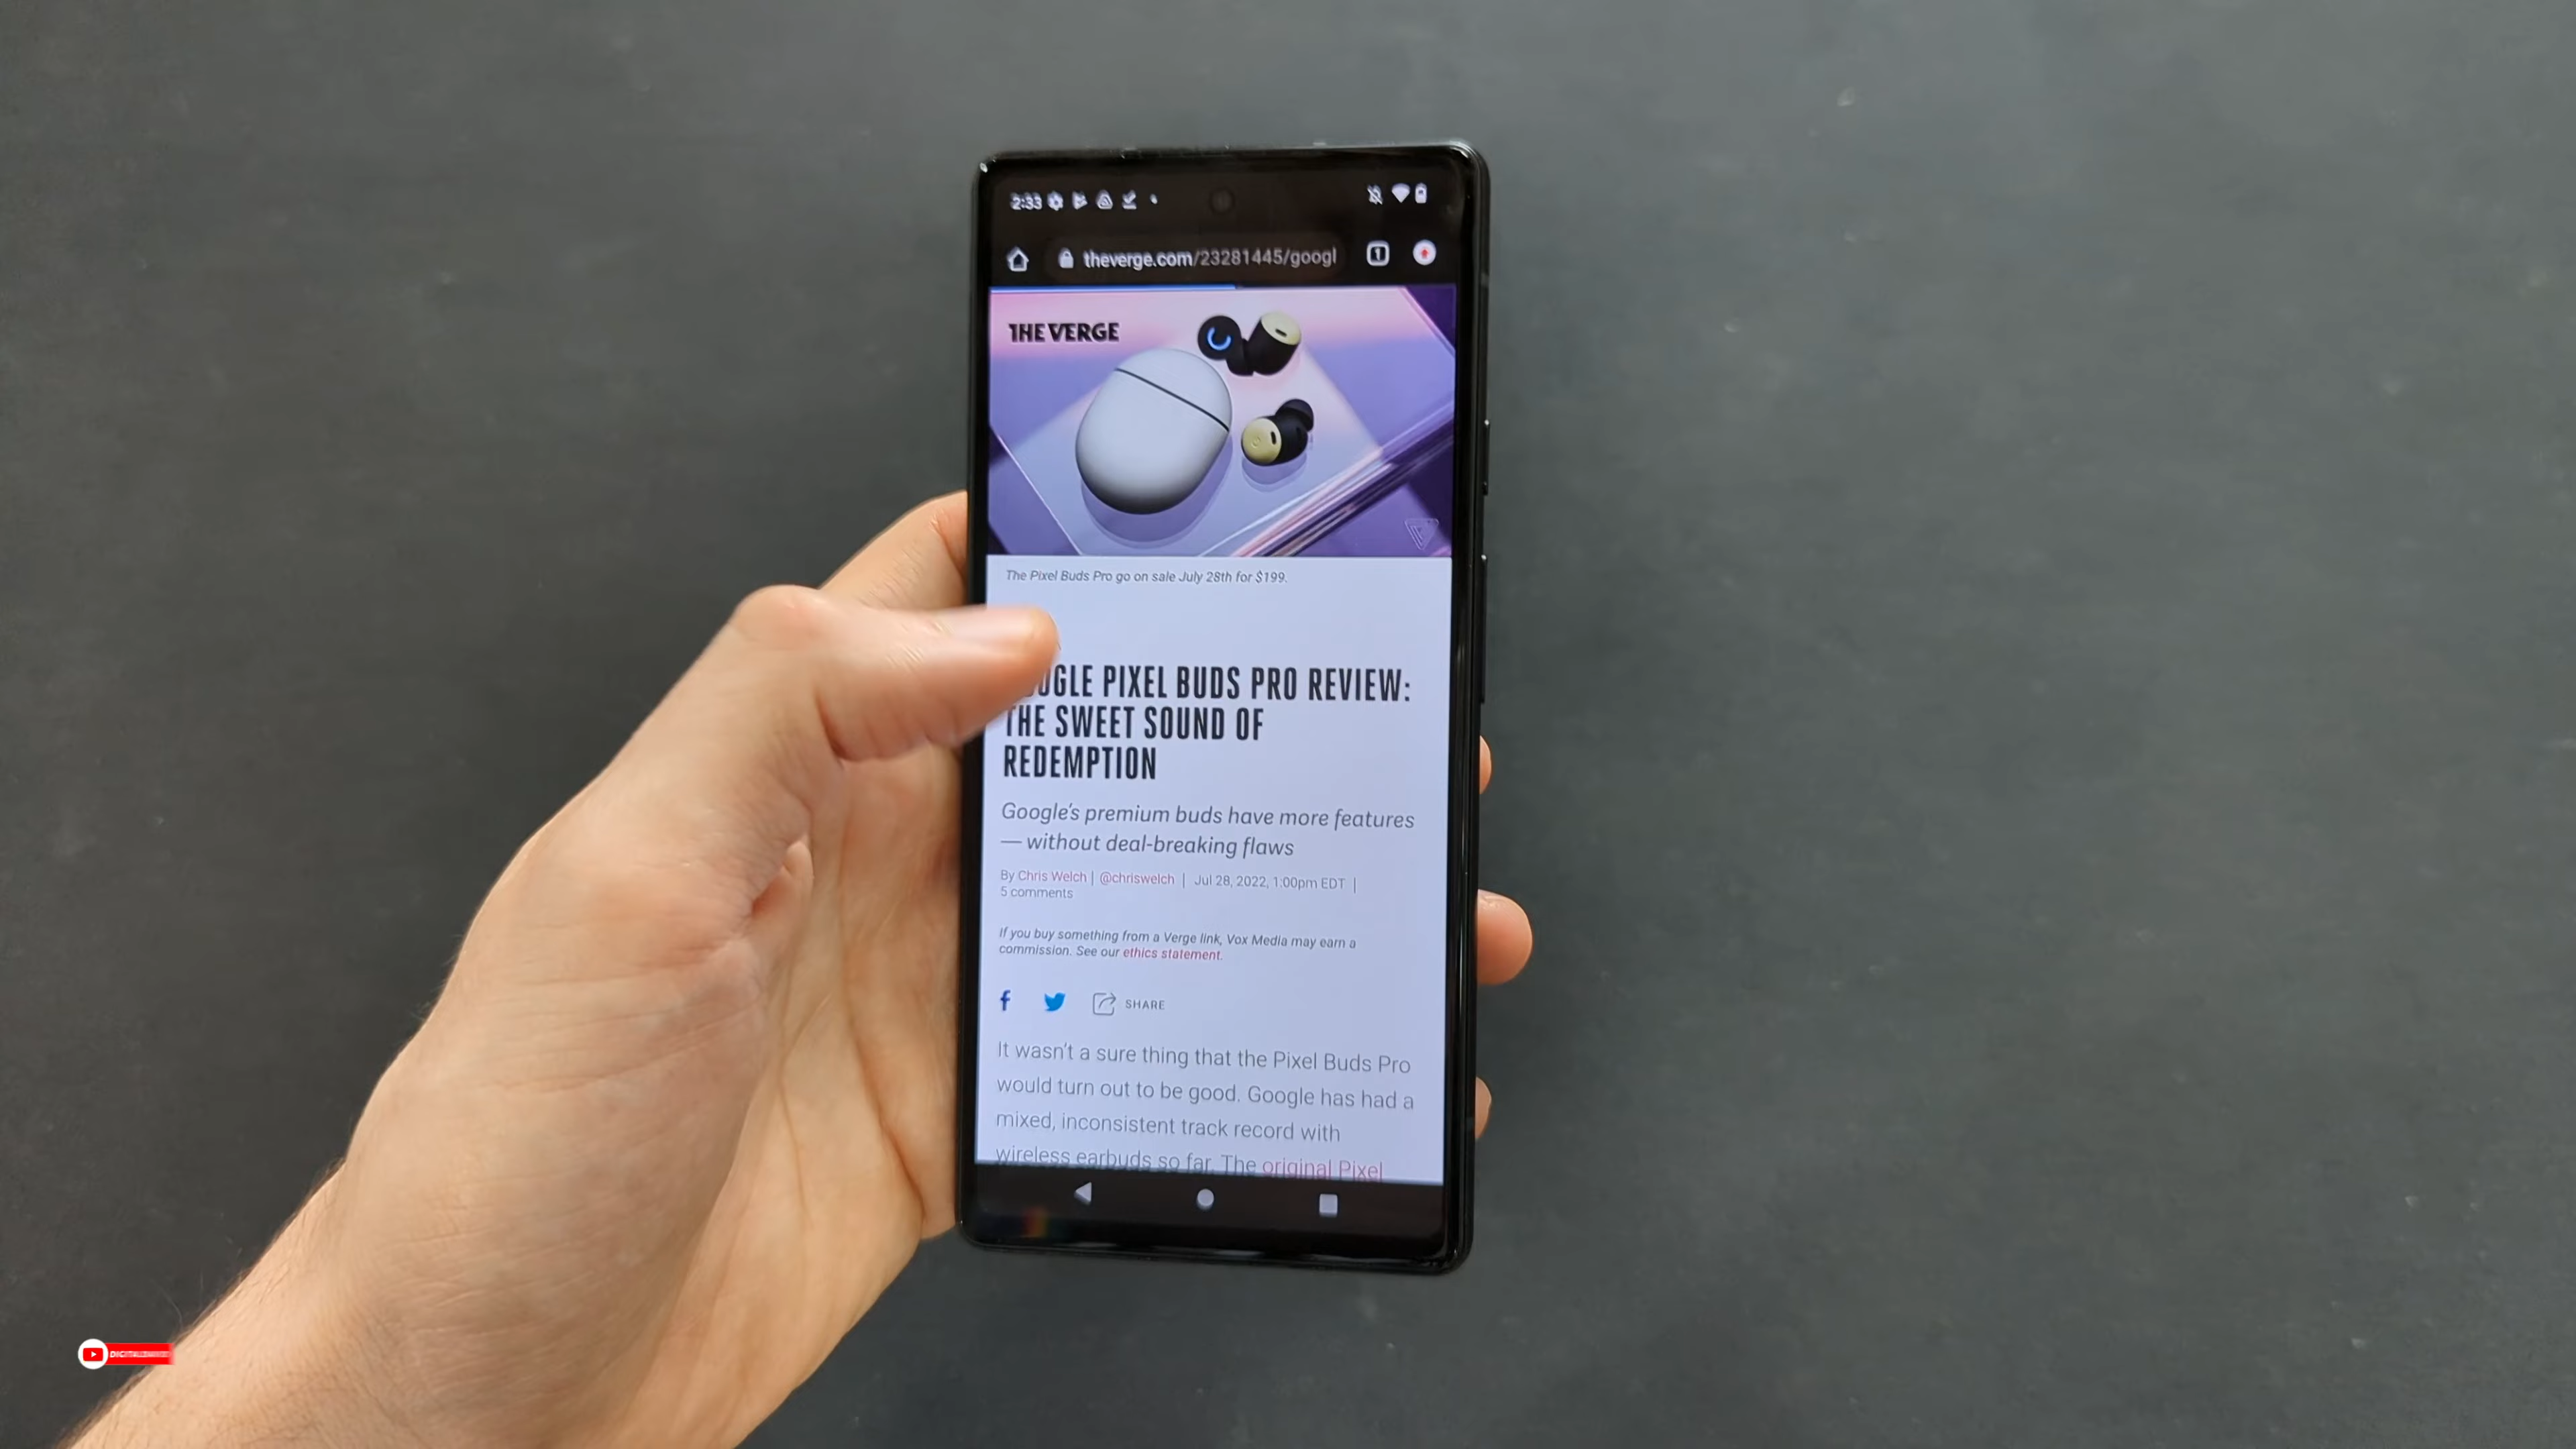 2:33
theverge.com/23281445/googl
1
THE VERGE
The Pixel Buds Pro go on sale July 28th for $199.
OGLE PIXEL BUDS PRO REVIEW:
THE SWEET SOUND OF
REDEMPTION
Google's premium buds have more features
— without deal-breaking flaws
By Chris Welch | @chriswelch | Jul 28, 2022, 1:00pm EDT |
5 comments
If you buy something from a Verge link, Vox Media may earn a
commission. See our ethics statement.
SHARE
It wasn't a sure thing that the Pixel Buds Pro
would turn out to be good. Google has had a
mixed, inconsistent track record with
wireless earbuds so far. The original Pixel